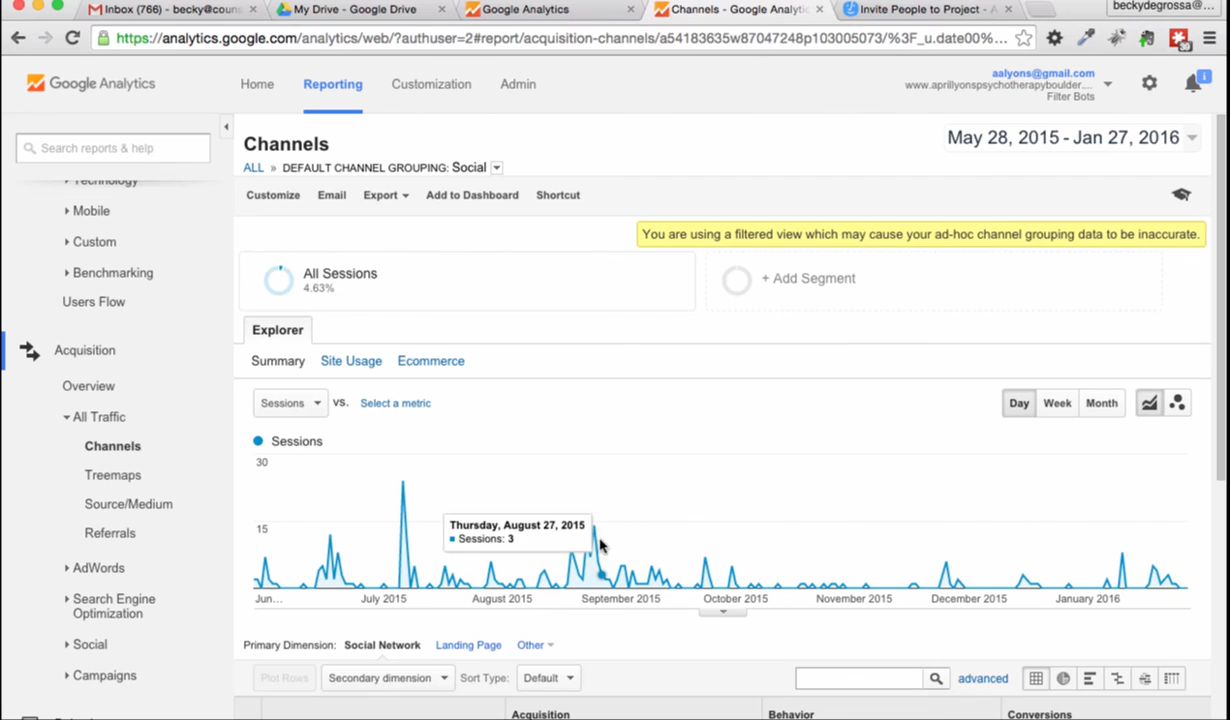 Inbox (766) - becky@couns
My Drive - Google Drive
Google Analytics
Channels - Google Analytic
Invite People to Project - A
beckydegrossa@
https://analytics.google.com/analytics/web/?authuser=2#report/acquisition-channels/a54183635w87047248p103005073/%3F_u.date00%...
Google Analytics
Home
Reporting
Customization
Admin
aalyons@gmail.com
www.aprillyonspsychotherapyboulder....
Filter Bots
1
Search reports & help
Technology
Mobile
Custom
Benchmarking
Users Flow
Acquisition
Overview
All Traffic
Channels
Treemaps
Source/Medium
Referrals
AdWords
Search Engine
Optimization
Social
Campaigns
Channels
May 28, 2015 - Jan 27, 2016
ALL » DEFAULT CHANNEL GROUPING: Social
Customize
Email
Export
Add to Dashboard
Shortcut
You are using a filtered view which may cause your ad-hoc channel grouping data to be inaccurate.
All Sessions
4.63%
+ Add Segment
Explorer
Summary
Site Usage
Ecommerce
Sessions
VS.
Select a metric
Day
Week
Month
Sessions
30
15
Thursday, August 27, 2015
Sessions: 3
Jun...
July 2015
August 2015
September 2015
October 2015
November 2015
December 2015
January 2016
Primary Dimension: Social Network
Landing Page
Other
Plot Rows
Secondary dimension
Sort Type:
Default
advanced
Acquisition
Behavior
Conversions